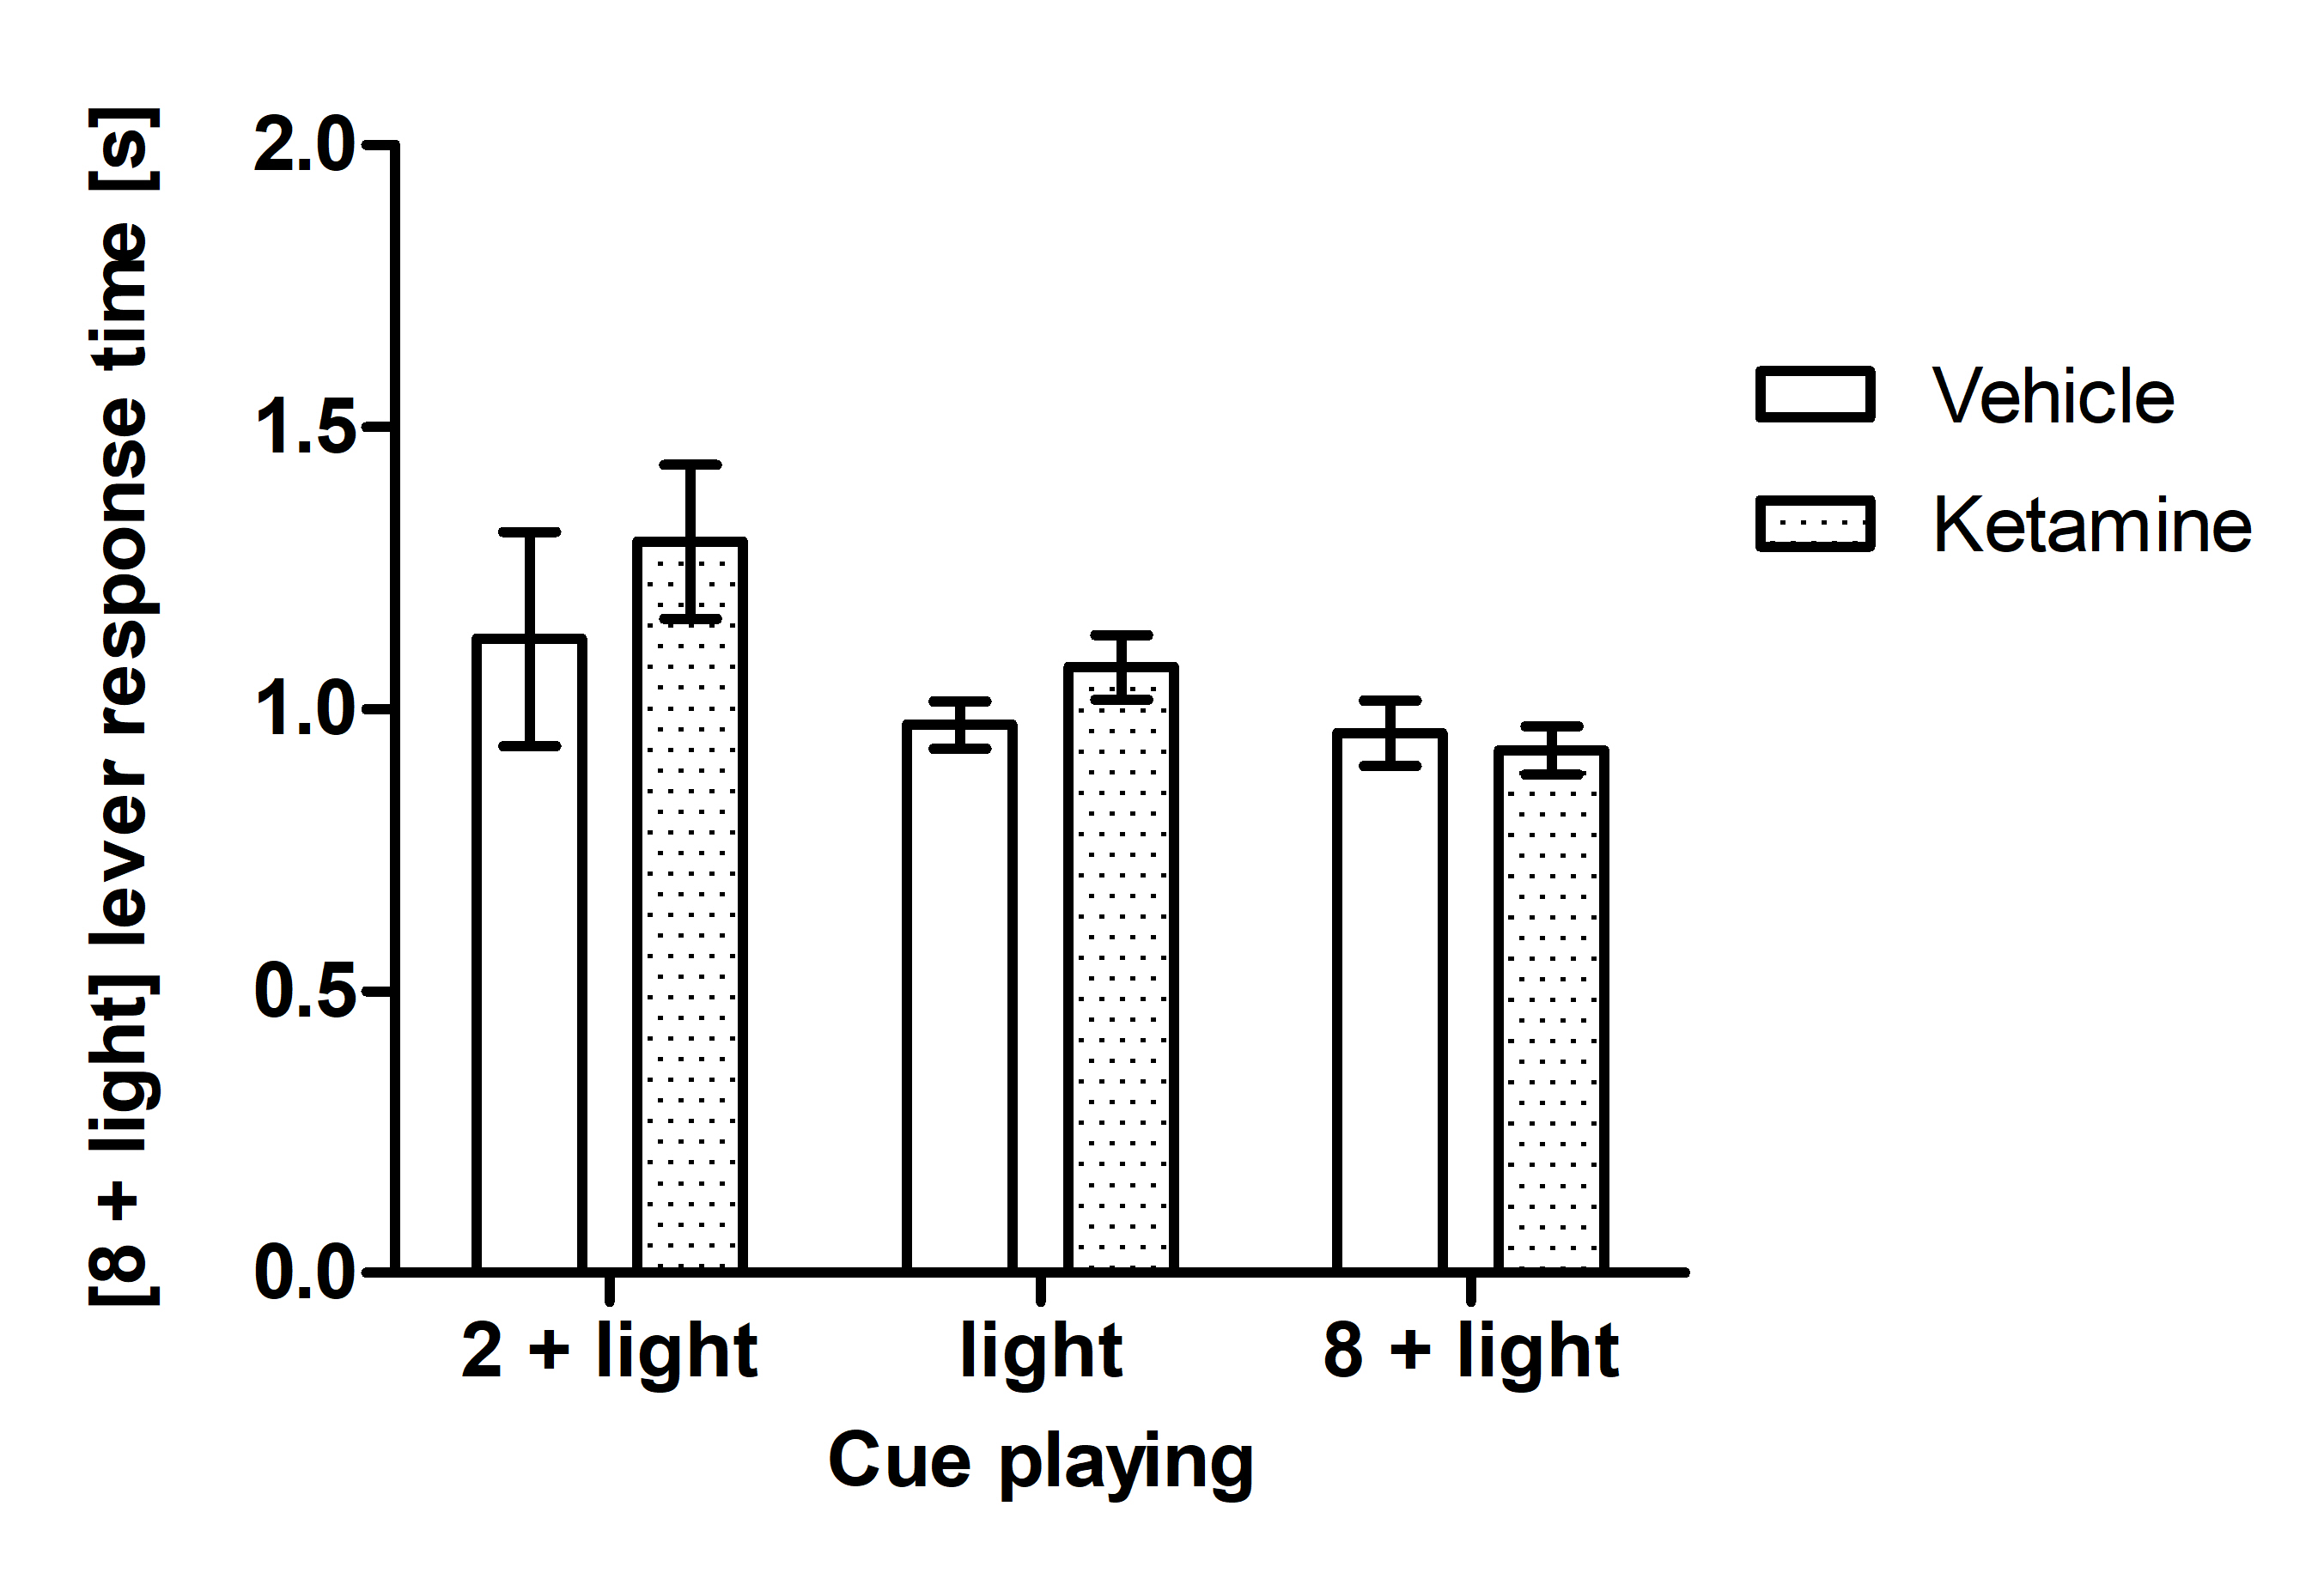 [8 + light] lever response time [s]
2.0
1.5
1.0
0.5
0.0
2 + light
light
8 + light
Cue playing
Vehicle
Ketamine